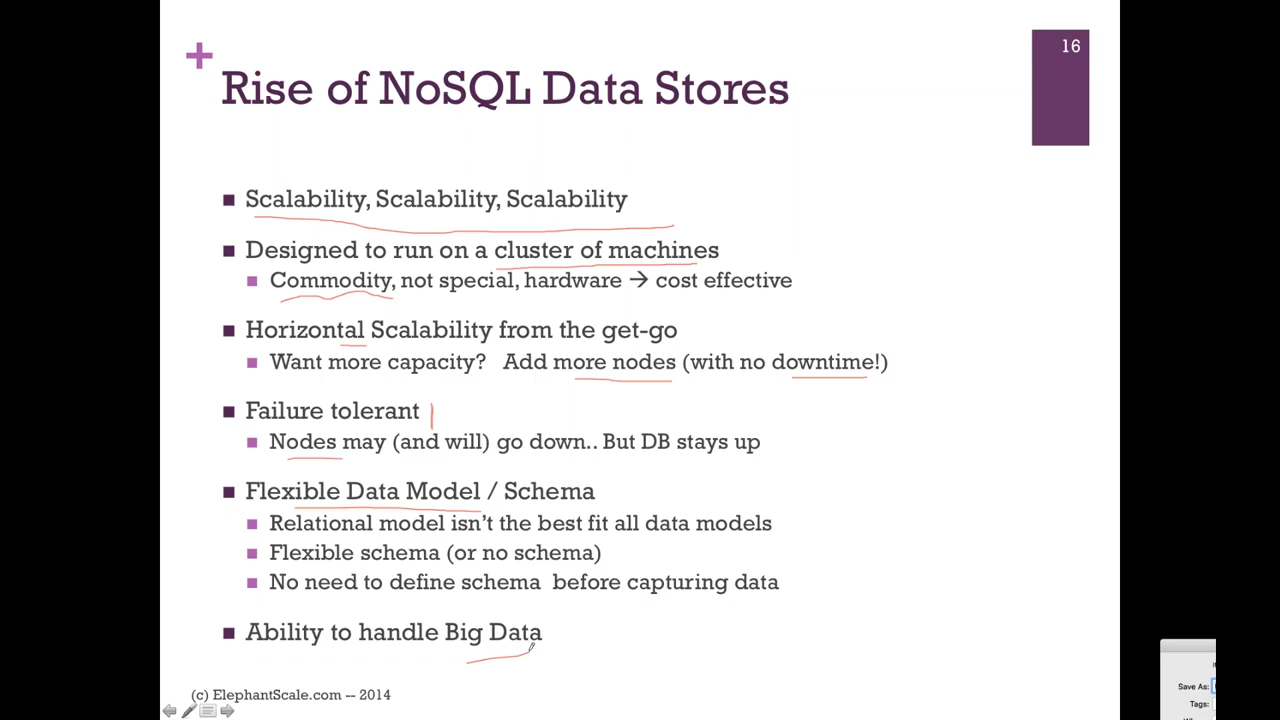 16
Rise of NoSQL Data Stores
Scalability, Scalability, Scalability
Designed to run on a cluster of machines
Commodity, not special, hardware → cost effective
Horizontal Scalability from the get-go
Want more capacity? Add more nodes (with no downtime!)
Failure tolerant
Nodes may (and will) go down.. But DB stays up
Flexible Data Model / Schema
Relational model isn't the best fit all data models
Flexible schema (or no schema)
No need to define schema before capturing data
Ability to handle Big Data
(c) ElephantScale.com -- 2014
Save As:
Tags: